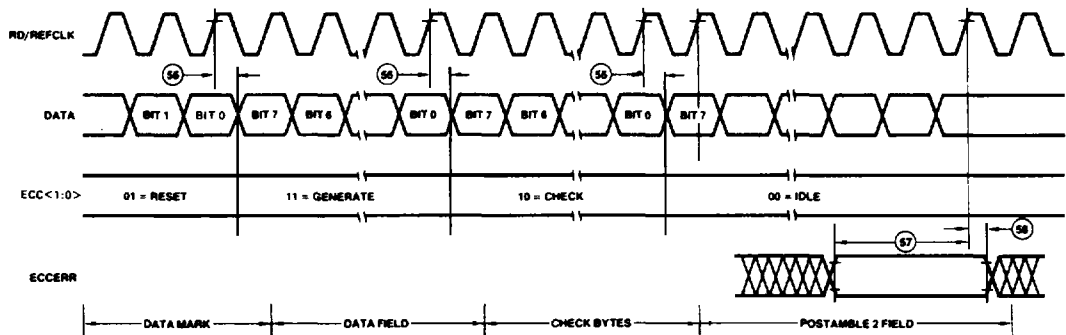 RD/REFCLK
56 56 56
DATA BIT 1 BIT 0 BIT 7 BIT 6 BIT 0 BIT 7 BIT 6 BIT 0 BIT 7
ECC<1:0> 01 = RESET 11 = GENERATE 10 = CHECK 00 = IDLE
57 58
ECCERR
DATA MARK DATA FIELD CHECK BYTES POSTAMBLE 2 FIELD